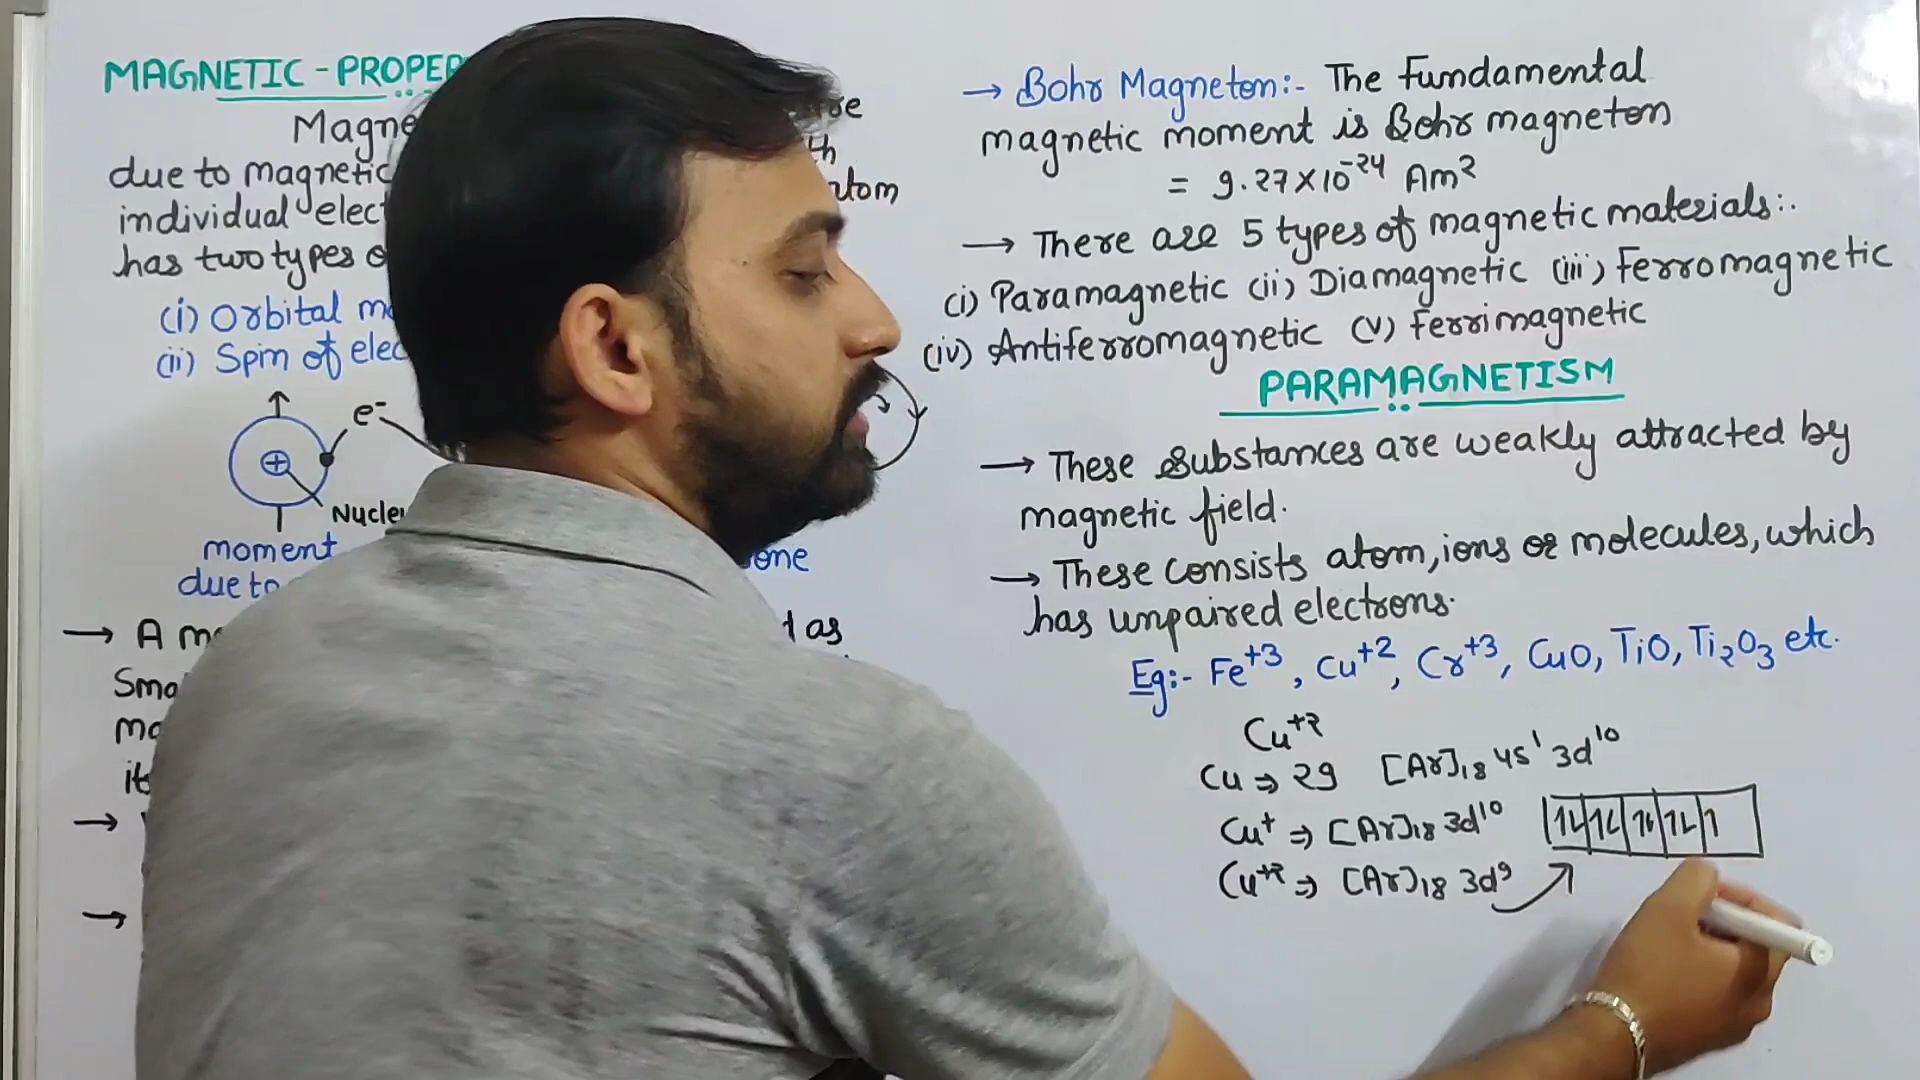 MAGNETIC - PROPER
Magne
due to magnetic
atom
individual elec
has two types o
(i) Orbital mo
(ii) Spin of elec
e-
+
Nucle
moment
due to
one
→ A m
as
Sma
→ Bohr Magneton:- The Fundamental
magnetic moment is Bohr magneton
= 9.27×10⁻²⁴ Am²
→ There are 5 types of magnetic materials:.
(i) Paramagnetic (ii) Diamagnetic (iii) Ferromagnetic
(iv) Antiferromagnetic (v) Ferrimagnetic
PARAMAGNETISM
→ These substances are weakly attracted by
magnetic field.
→ These consists atom, ions or molecules, which
has unpaired electrons.
Eg:- Fe⁺³, Cu⁺², Cr⁺³, CuO, TiO, Ti₂O₃ etc.
Cu⁺²
Cu ⇒ 29 [Ar]₁₈ 4s¹ 3d¹⁰
Cu⁺ ⇒ [Ar]₁₈ 3d¹⁰
Cu⁺² ⇒ [Ar]₁₈ 3d⁹